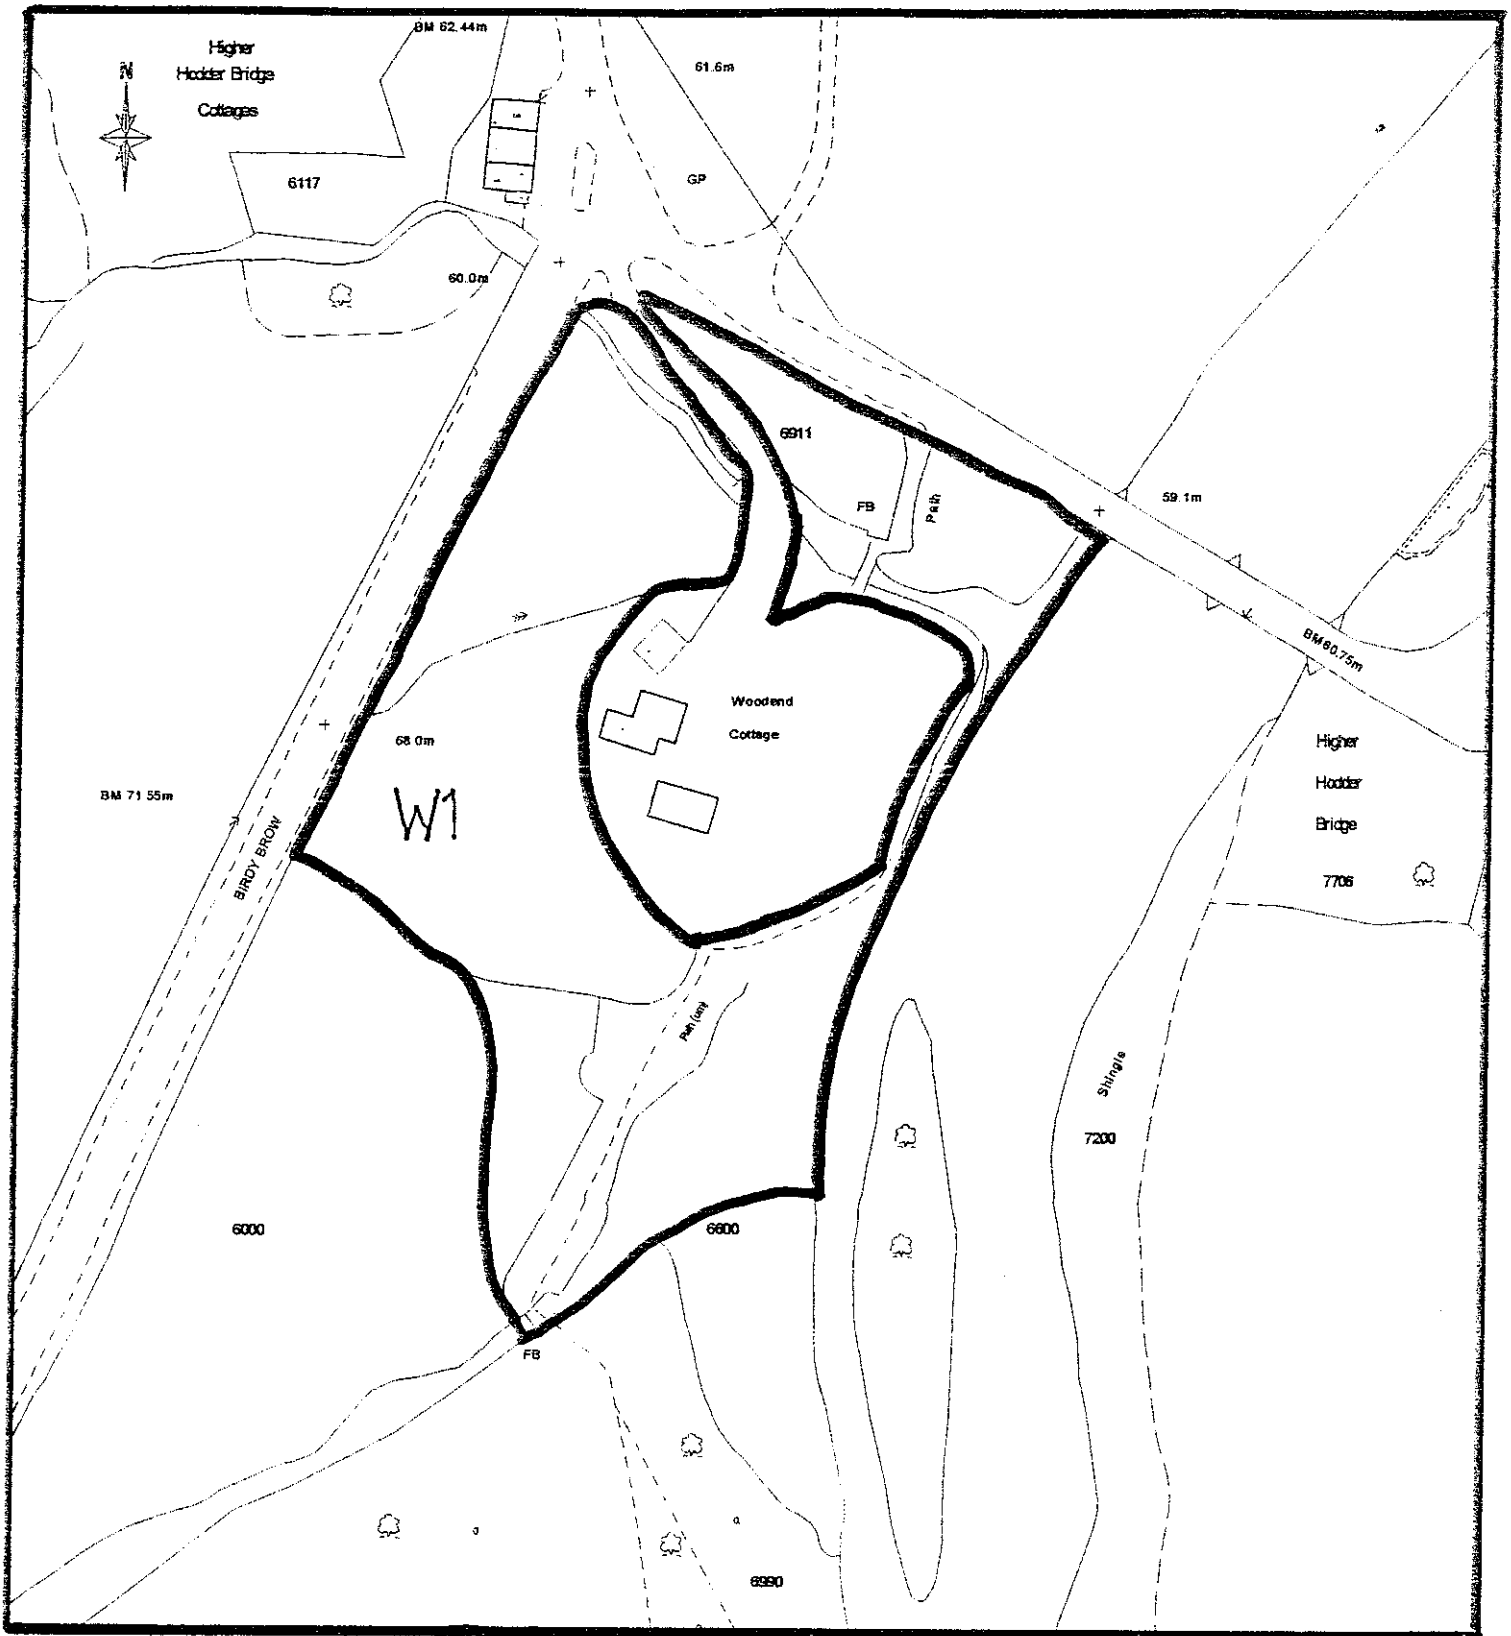 BM 62.44m
Higher
Hodder Bridge
Cottages
N
61.6m
6117
GP
60.0m
6911
59.1m
FB
Path
BM 60.75m
Woodend
Cottage
68.0m
Higher
Hodder
Bridge
7706
BM 71.55m
W1
BIRDY BROW
Path (um)
Shingle
7200
6000
6600
FB
6990